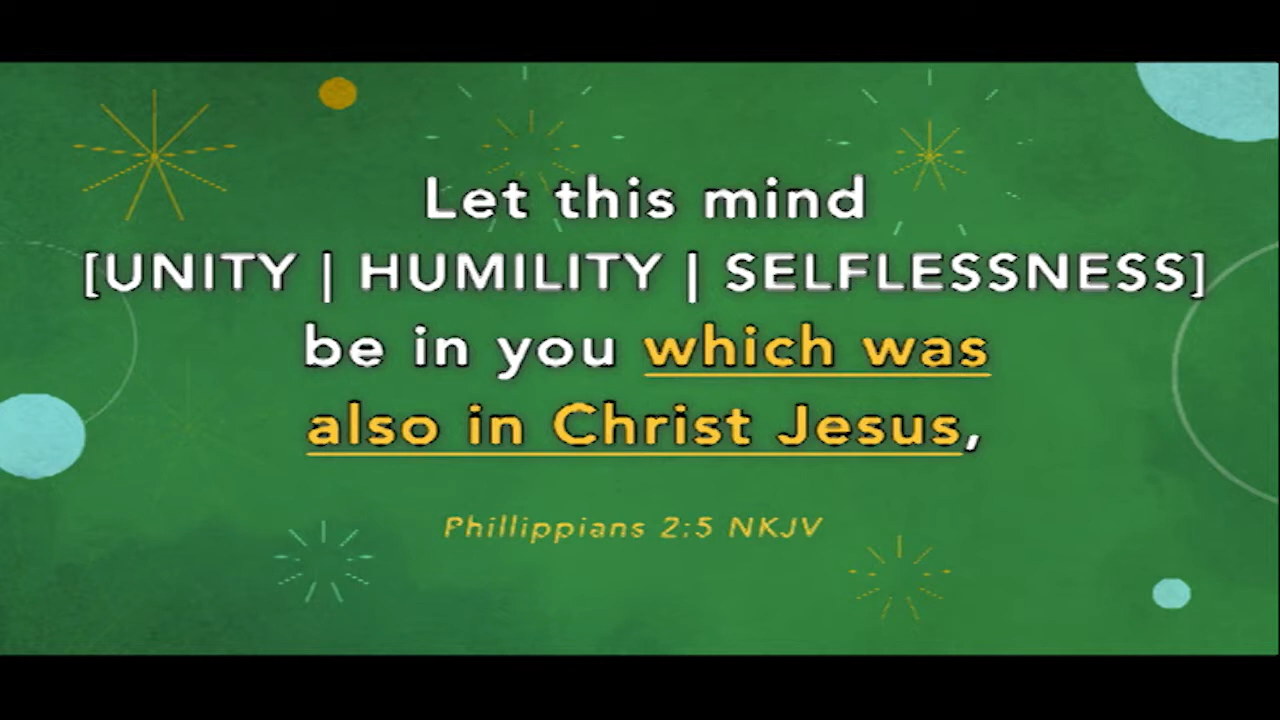 Let this mind
[UNITY | HUMILITY | SELFLESSNESS]
be in you which was
also in Christ Jesus,
Phillippians 2:5 NKJV